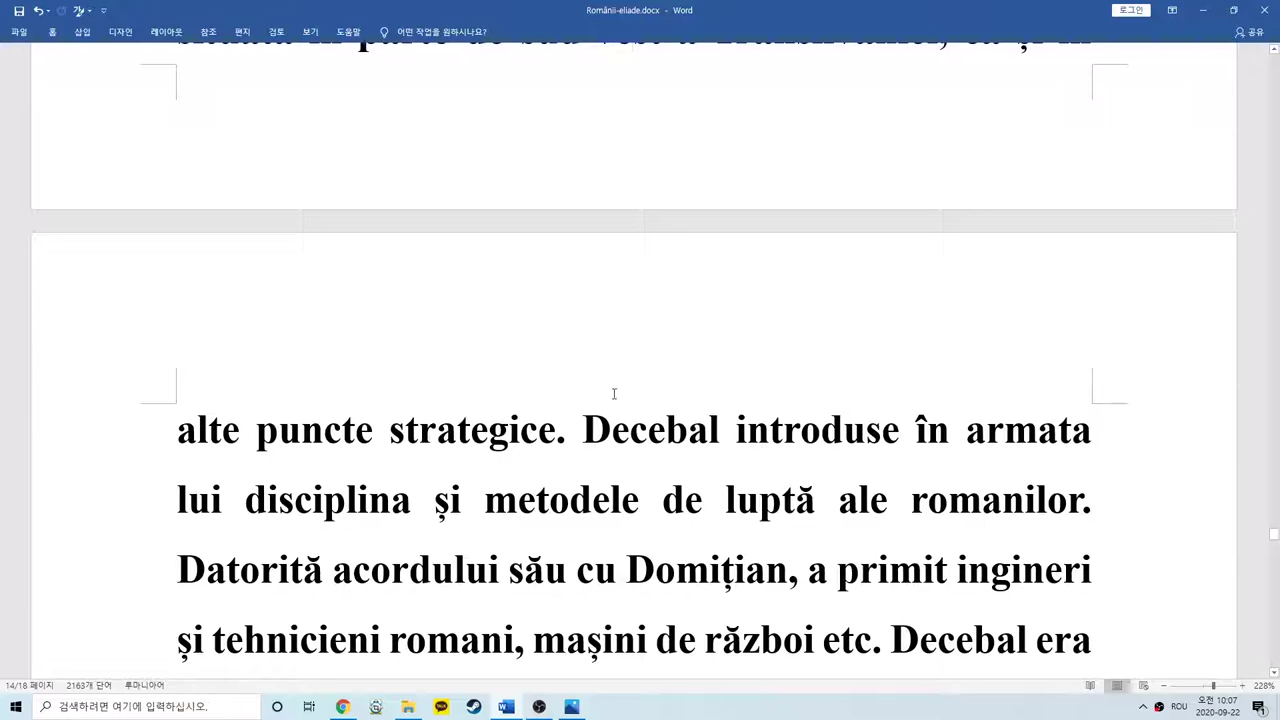 Românii-eliade.docx - Word
로그인
파일 홈 삽입 디자인 레이아웃 참조 편지 검토 보기 도움말 어떤 작업을 원하시나요? 공유
alte puncte strategice. Decebal introduse în armata
lui disciplina și metodele de luptă ale romanilor.
Datorită acordului său cu Domițian, a primit ingineri
și tehnicieni romani, mașini de război etc. Decebal era
14/18 페이지 2163개 단어 루마니아어 228%
검색하려면 여기에 입력하십시오. ROU 오전 10:07
2020-09-22